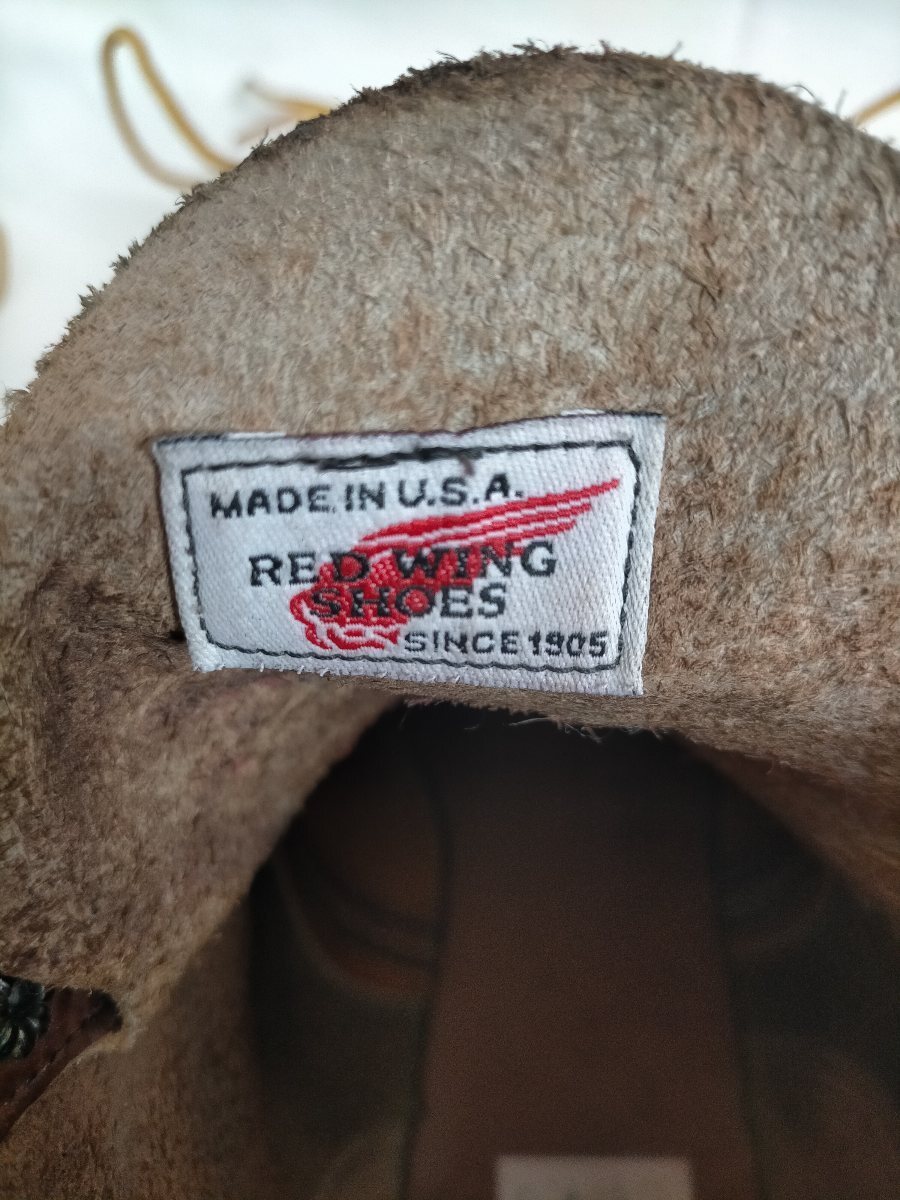 MADE IN U.S.A.
RED WING
SHOES
SINCE 1905